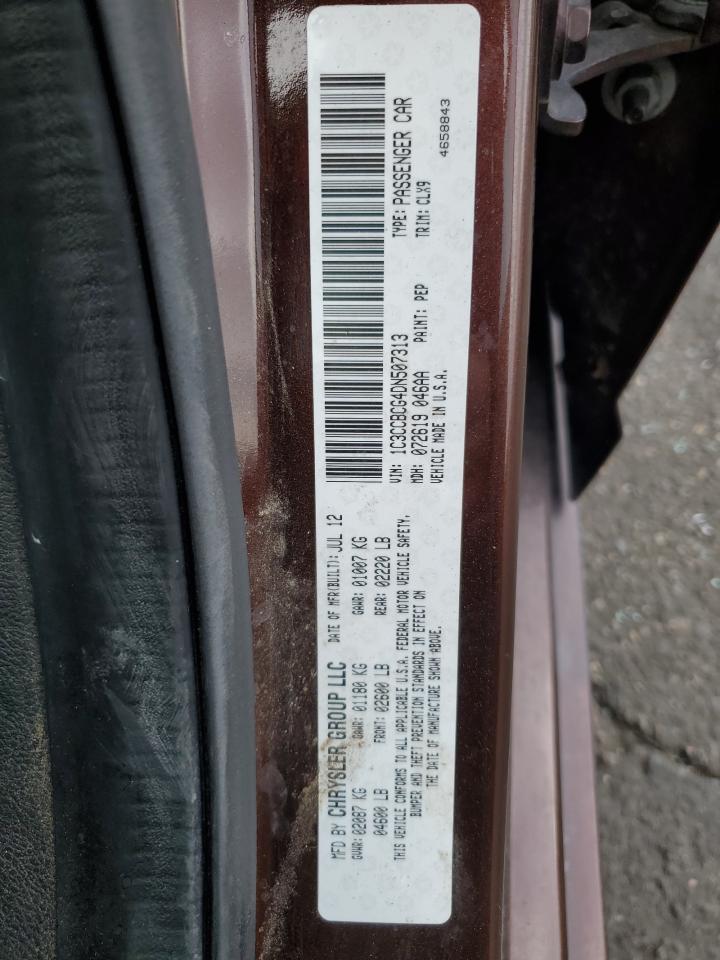 MFD BY CHRYSLER GROUP LLC DATE OF MFR(BUILT): JUL 12
GVWR: 02087 KG GAWR: 01180 KG GAWR: 01007 KG
04600 LB FRONT: 02600 LB REAR: 02220 LB
THIS VEHICLE CONFORMS TO ALL APPLICABLE U.S.A. FEDERAL MOTOR VEHICLE SAFETY,
BUMPER AND THEFT PREVENTION STANDARDS IN EFFECT ON
THE DATE OF MANUFACTURE SHOWN ABOVE.
VIN: 1C3CCBCG4DN507313 TYPE: PASSENGER CAR
MDH: 072619 046AA PAINT: PEP TRIM: CLX9
VEHICLE MADE IN U.S.A. 4658843